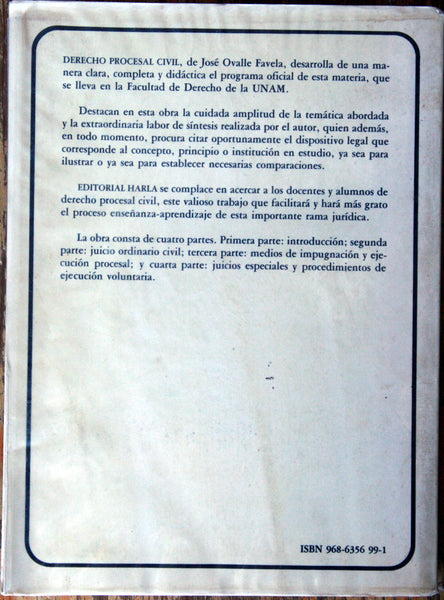 DERECHO PROCESAL CIVIL, de José Ovalle Favela, desarrolla de una ma-
nera clara, completa y didáctica el programa oficial de esta materia, que
se lleva en la Facultad de Derecho de la UNAM.
Destacan en esta obra la cuidada amplitud de la temática abordada
y la extraordinaria labor de síntesis realizada por el autor, quien además,
en todo momento, procura citar oportunamente el dispositivo legal que
corresponde al concepto, principio o institución en estudio, ya sea para
ilustrar o ya sea para establecer necesarias comparaciones.
EDITORIAL HARLA se complace en acercar a los docentes y alumnos de
derecho procesal civil, este valioso trabajo que facilitará y hará más grato
el proceso enseñanza-aprendizaje de esta importante rama jurídica.
La obra consta de cuatro partes. Primera parte: introducción; segunda
parte: juicio ordinario civil; tercera parte: medios de impugnación y eje-
cución procesal; y cuarta parte: juicios especiales y procedimientos de
ejecución voluntaria.
ISBN 968-6356 99-1